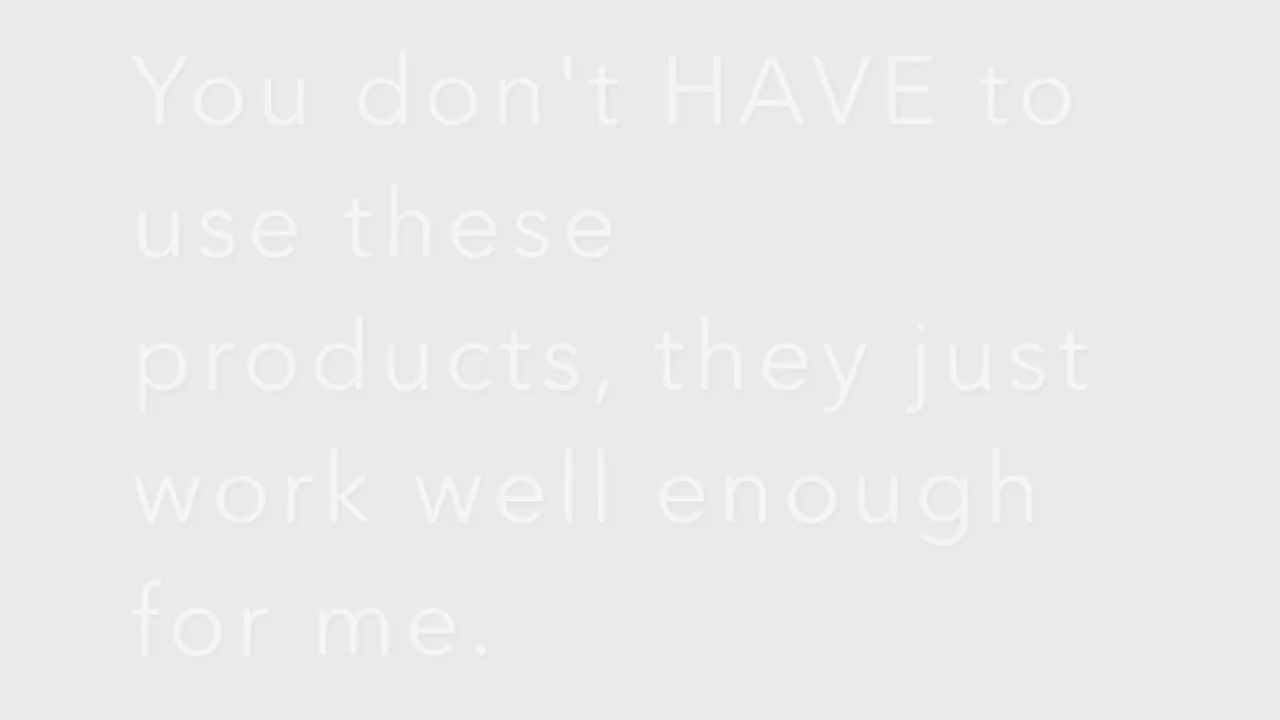 You don't HAVE to
use these
products, they just
work well enough
for me.